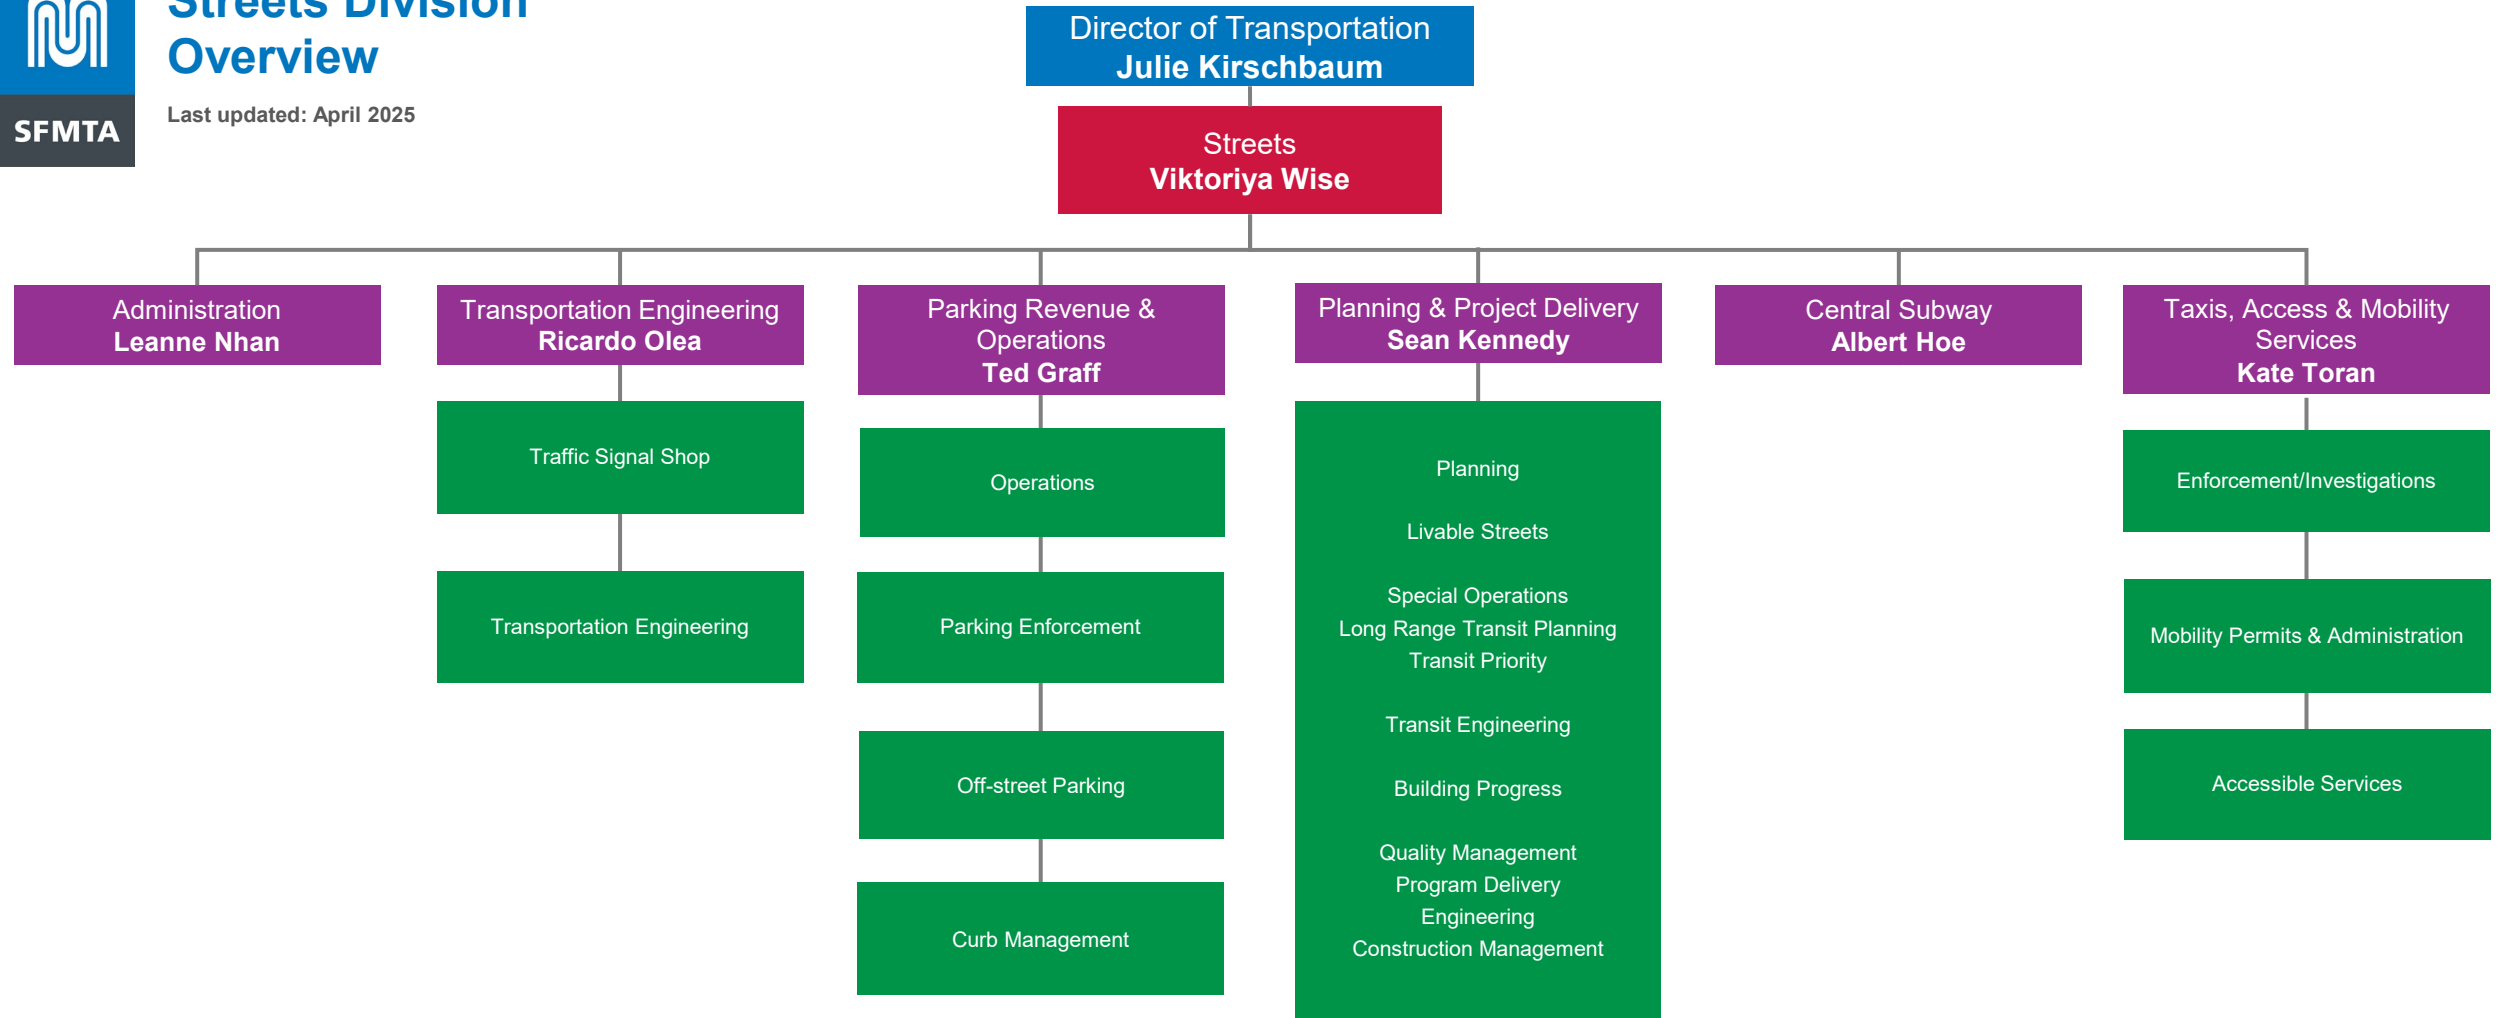 Streets Division
Overview
Last updated: April 2025
SFMTA
Director of Transportation
Julie Kirschbaum
Streets
Viktoriya Wise
Administration
Leanne Nhan
Transportation Engineering
Ricardo Olea
Traffic Signal Shop
Transportation Engineering
Parking Revenue &
Operations
Ted Graff
Operations
Parking Enforcement
Off-street Parking
Curb Management
Planning & Project Delivery
Sean Kennedy
Planning
Livable Streets
Special Operations
Long Range Transit Planning
Transit Priority
Transit Engineering
Building Progress
Quality Management
Program Delivery
Engineering
Construction Management
Central Subway
Albert Hoe
Taxis, Access & Mobility
Services
Kate Toran
Enforcement/Investigations
Mobility Permits & Administration
Accessible Services